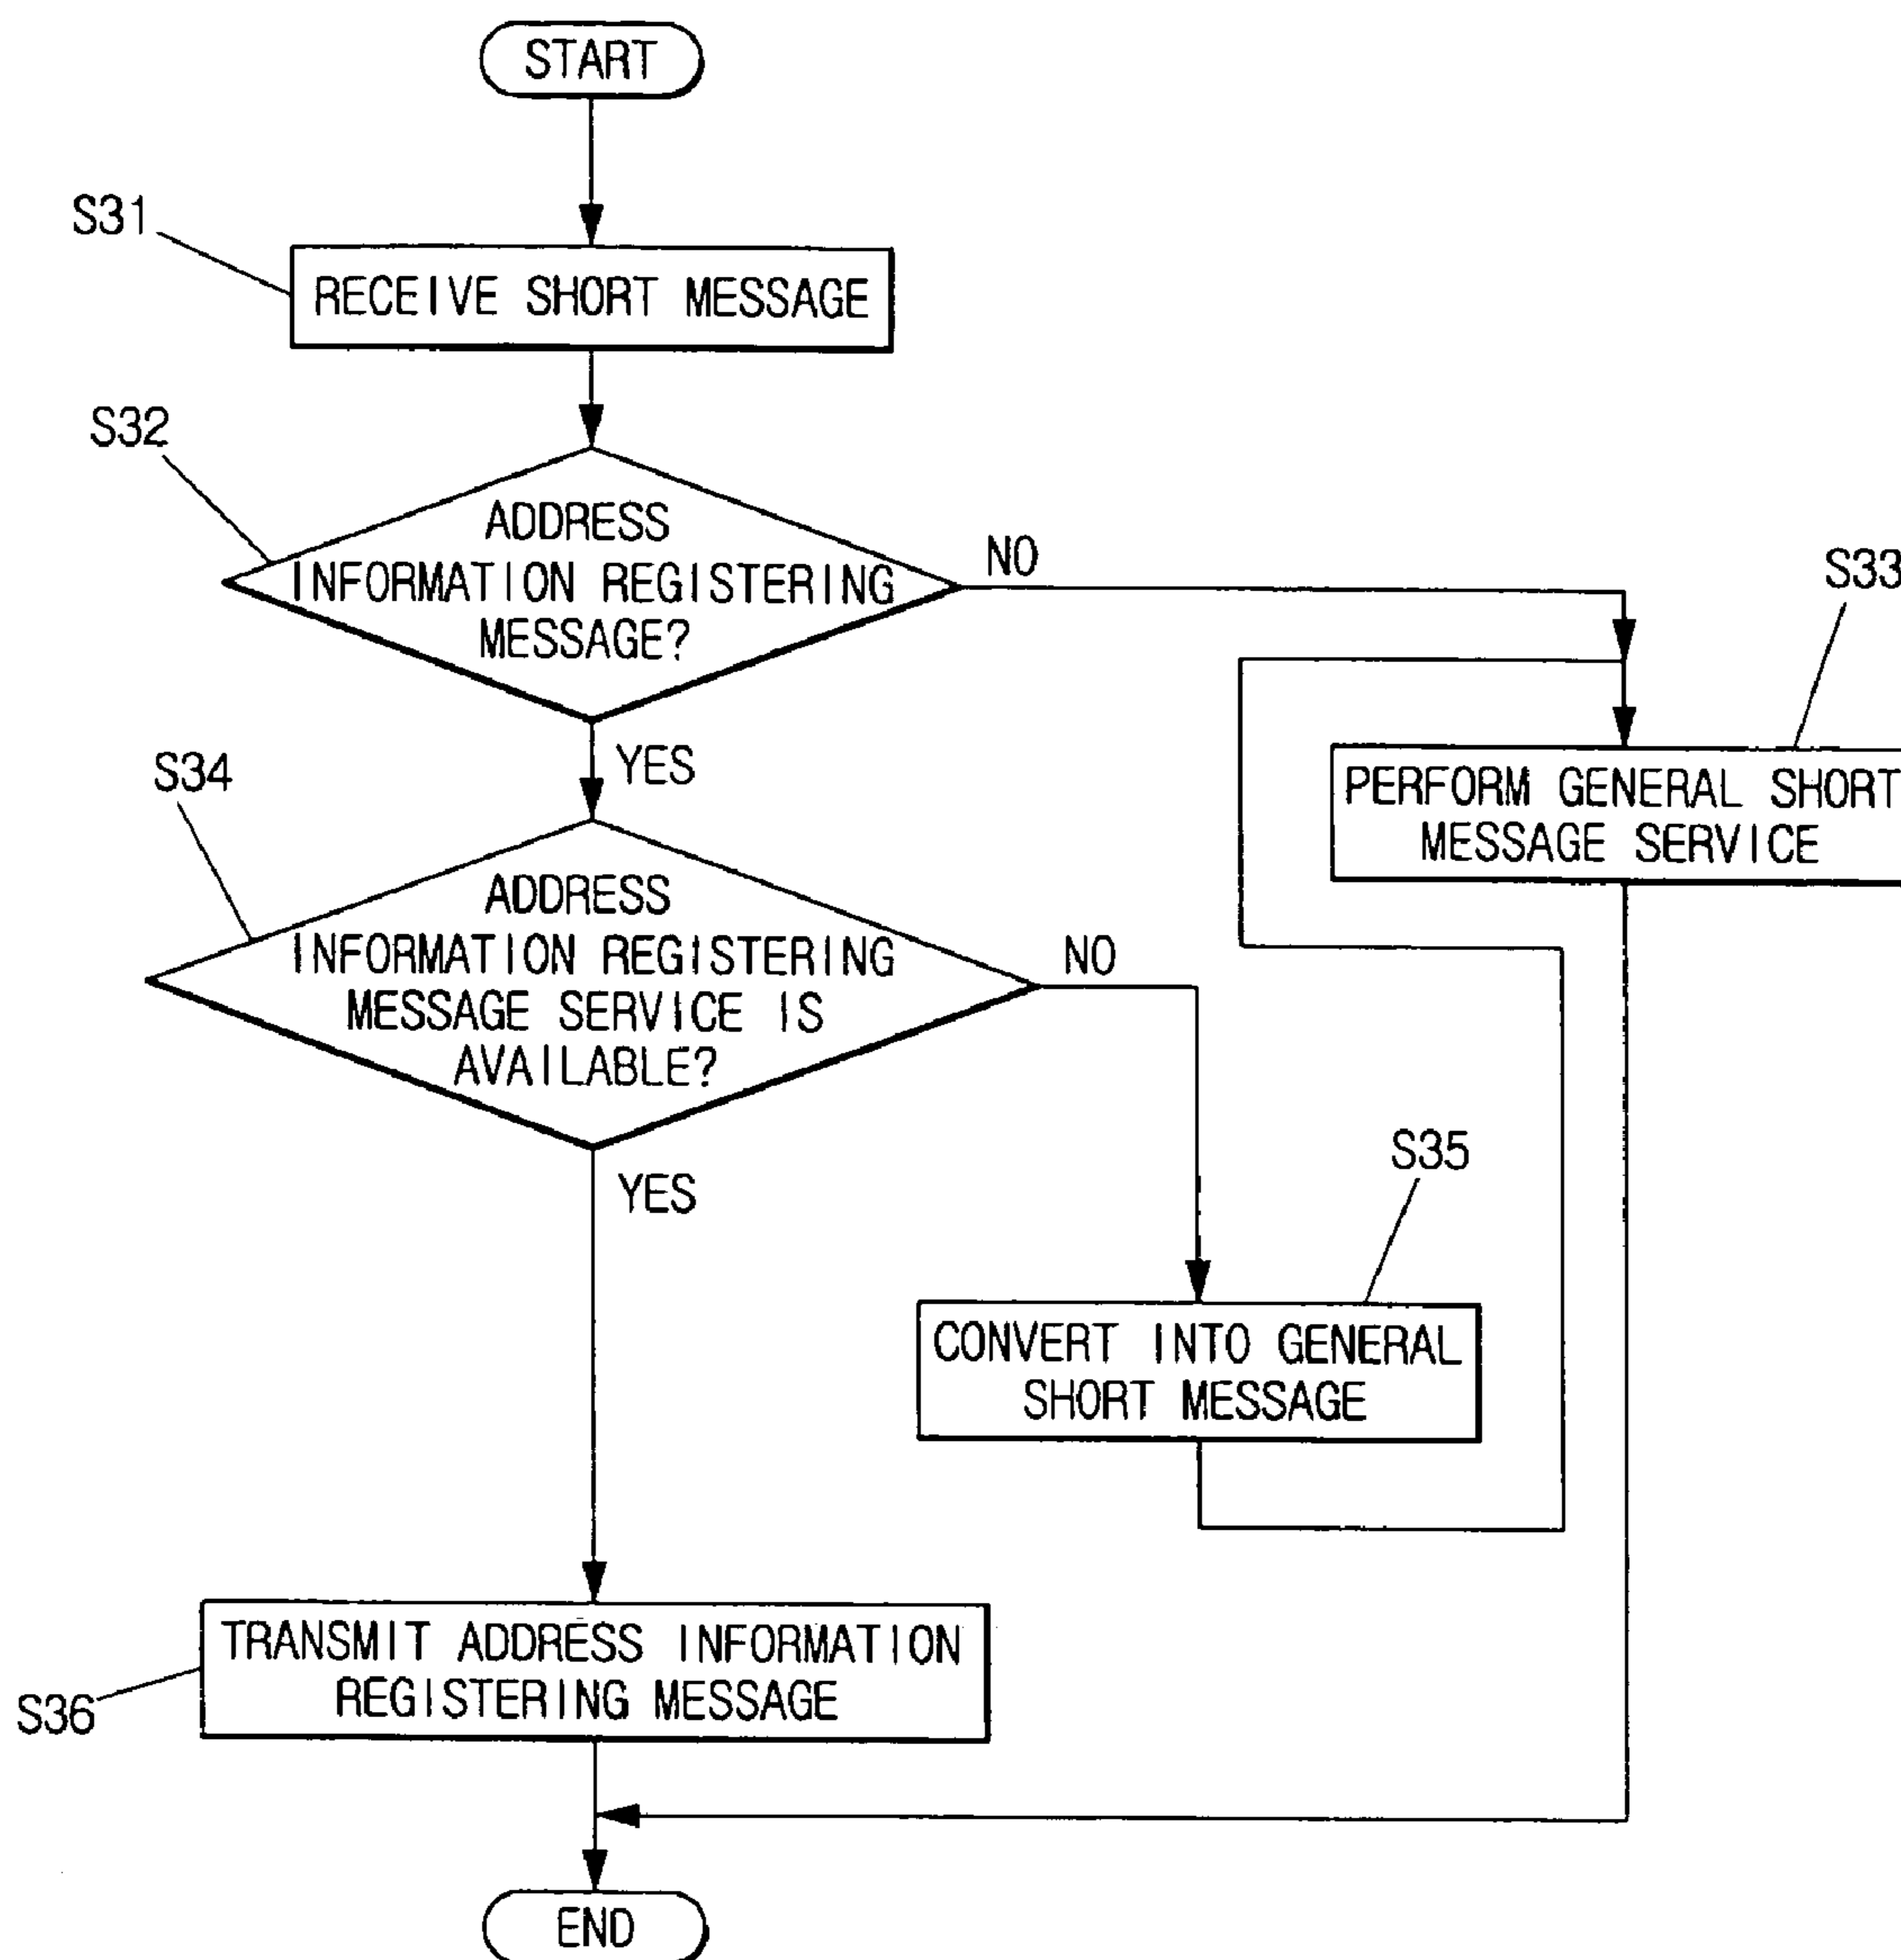 START
S31
RECEIVE SHORT MESSAGE
S32
ADDRESS
INFORMATION REGISTERING
MESSAGE?
NO
S33
YES
PERFORM GENERAL SHORT
MESSAGE SERVICE
S34
ADDRESS
INFORMATION REGISTERING
MESSAGE SERVICE IS
AVAILABLE?
NO
YES
S35
CONVERT INTO GENERAL
SHORT MESSAGE
TRANSMIT ADDRESS INFORMATION
REGISTERING MESSAGE
S36
END